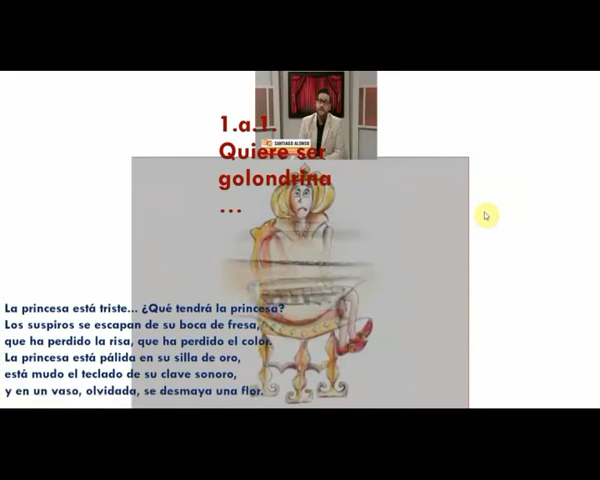 1.a.1.
Quiere ser
golondrina
...
SANTIAGO ALONSO
La princesa está triste... ¿Qué tendrá la princesa?
Los suspiros se escapan de su boca de fresa,
que ha perdido la risa, que ha perdido el color.
La princesa está pálida en su silla de oro,
está mudo el teclado de su clave sonoro,
y en un vaso, olvidada, se desmaya una flor.